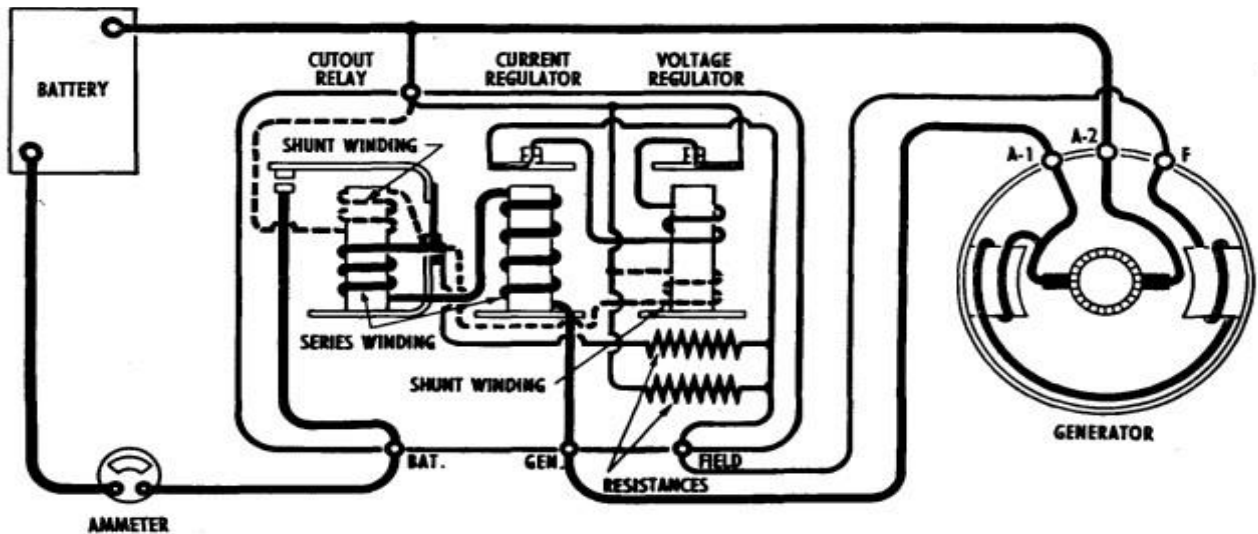 BATTERY
CUTOUT
RELAY
CURRENT
REGULATOR
VOLTAGE
REGULATOR
SHUNT WINDING
A-1
A-2
F
SERIES WINDING
SHUNT WINDING
GENERATOR
BAT.
GEN.
FIELD
RESISTANCES
AMMETER